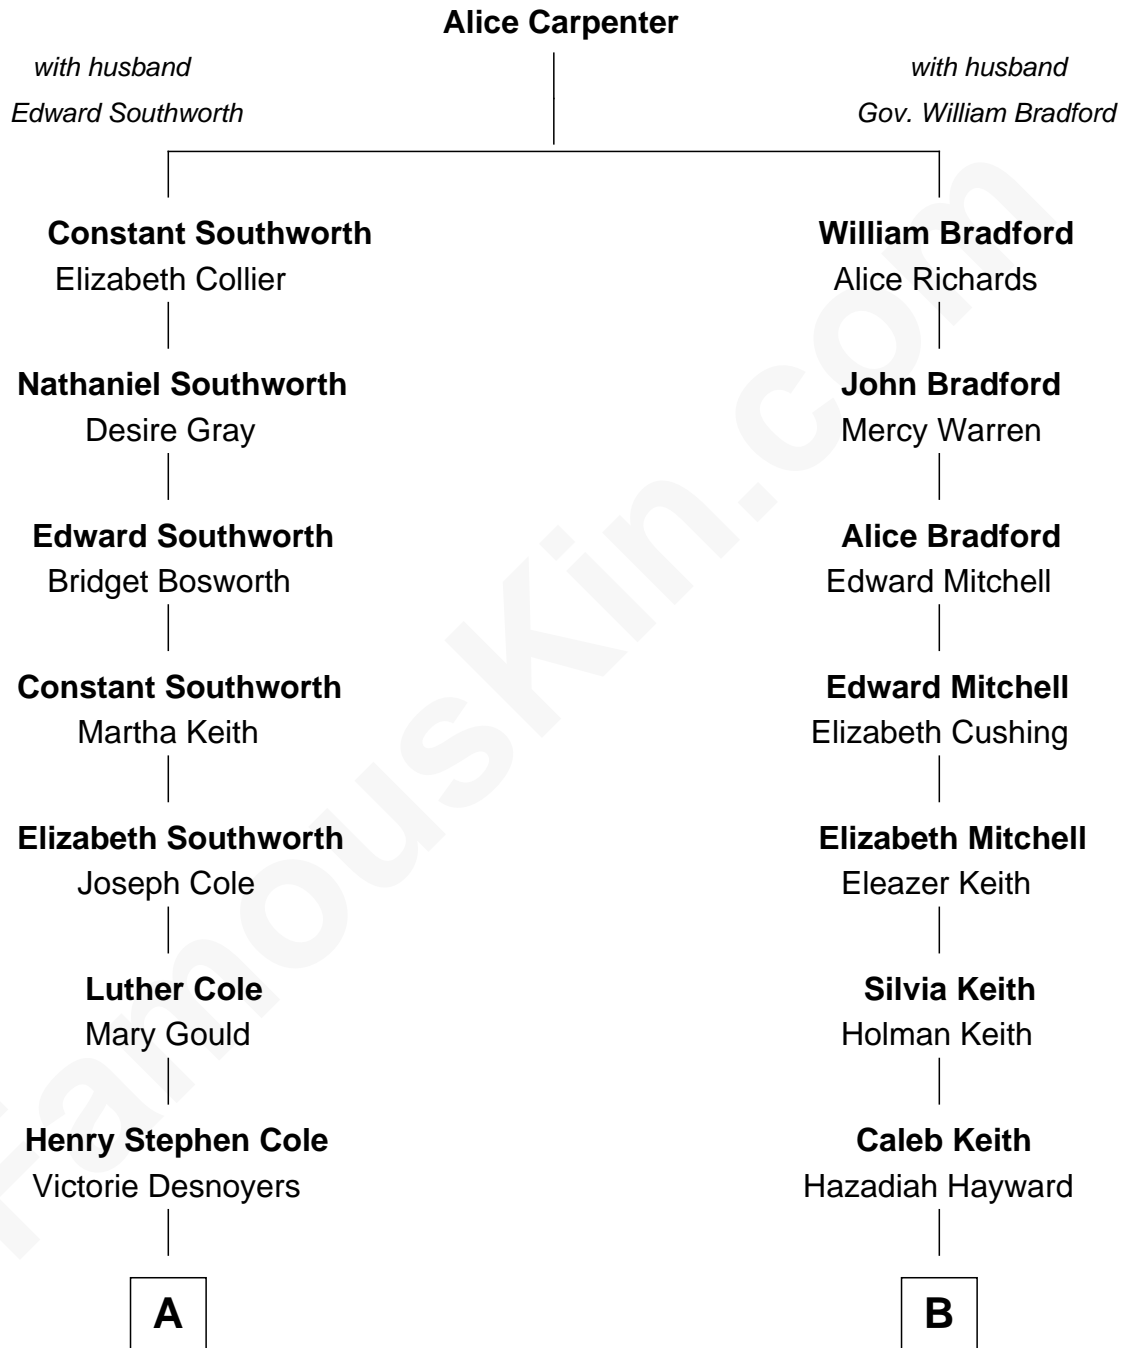 Alice Carpenter
with husband
Edward Southworth
with husband
Gov. William Bradford
Constant Southworth
Elizabeth Collier
William Bradford
Alice Richards
Nathaniel Southworth
Desire Gray
John Bradford
Mercy Warren
Edward Southworth
Bridget Bosworth
Alice Bradford
Edward Mitchell
Constant Southworth
Martha Keith
Edward Mitchell
Elizabeth Cushing
Elizabeth Southworth
Joseph Cole
Elizabeth Mitchell
Eleazer Keith
Luther Cole
Mary Gould
Silvia Keith
Holman Keith
Henry Stephen Cole
Victorie Desnoyers
Caleb Keith
Hazadiah Hayward
A
B
FamousKin.com